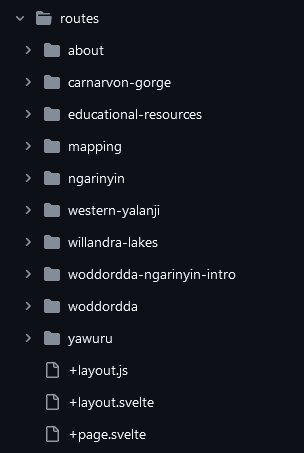 routes
about
carnarvon-gorge
educational-resources
mapping
ngarinyin
western-yalanji
willandra-lakes
woddordda-ngarinyin-intro
woddordda
yawuru
+layout.js
+layout.svelte
+page.svelte